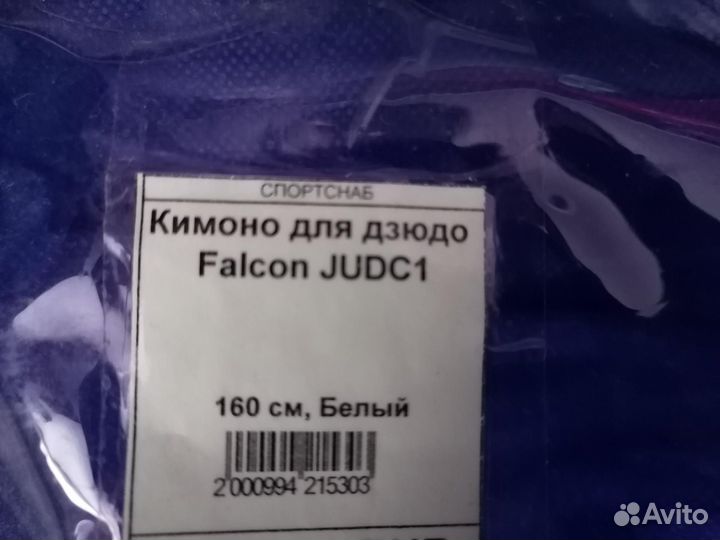 СПОРТСНАБ
Кимоно для дзюдо
Falcon JUDC1
160 см, Белый
2 000994 215303
Avito